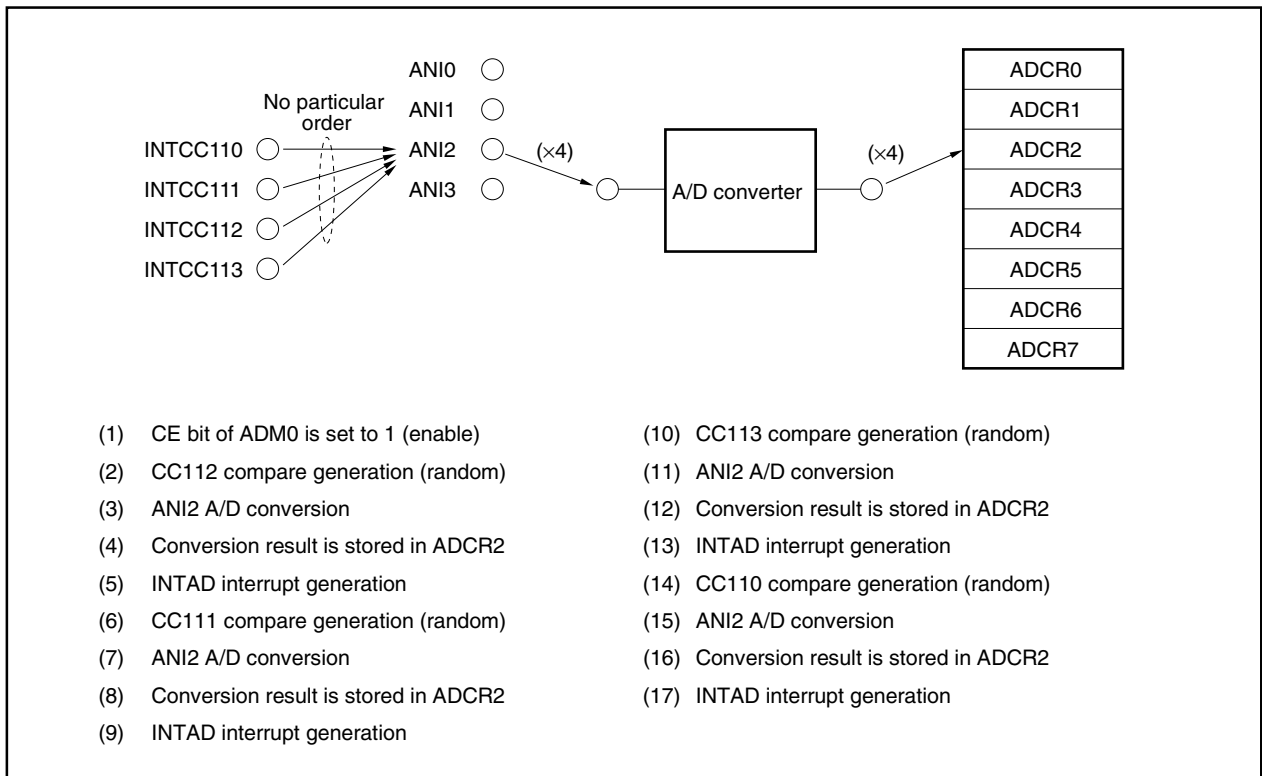 ANI0
ANI1
No particular
order
ANI2
ANI3
INTCC110
INTCC111
INTCC112
INTCC113
(×4)
A/D converter
(×4)
ADCR0
ADCR1
ADCR2
ADCR3
ADCR4
ADCR5
ADCR6
ADCR7
(1) CE bit of ADM0 is set to 1 (enable)
(2) CC112 compare generation (random)
(3) ANI2 A/D conversion
(4) Conversion result is stored in ADCR2
(5) INTAD interrupt generation
(6) CC111 compare generation (random)
(7) ANI2 A/D conversion
(8) Conversion result is stored in ADCR2
(9) INTAD interrupt generation
(10) CC113 compare generation (random)
(11) ANI2 A/D conversion
(12) Conversion result is stored in ADCR2
(13) INTAD interrupt generation
(14) CC110 compare generation (random)
(15) ANI2 A/D conversion
(16) Conversion result is stored in ADCR2
(17) INTAD interrupt generation